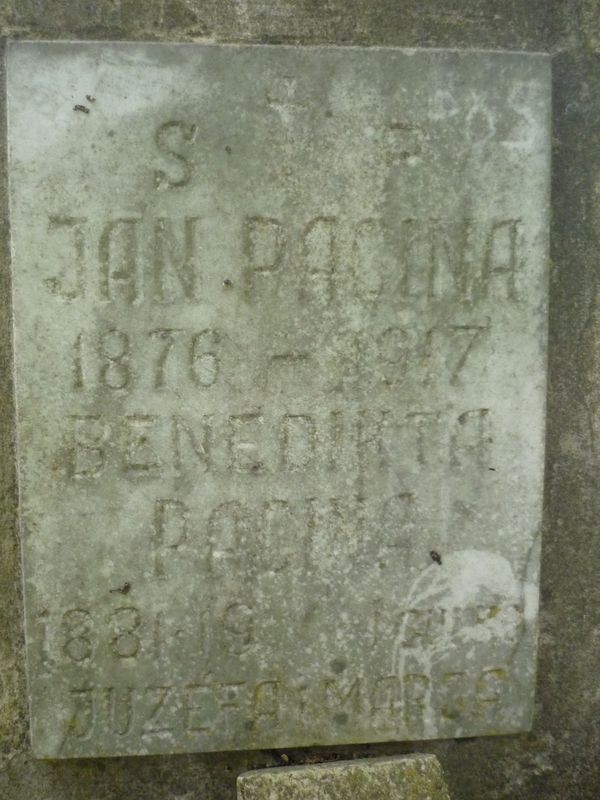 S P
JAN PACINA
1876 - 1917
BENEDIKTA
PACINA
1881-19
JUZEFA i MARJA